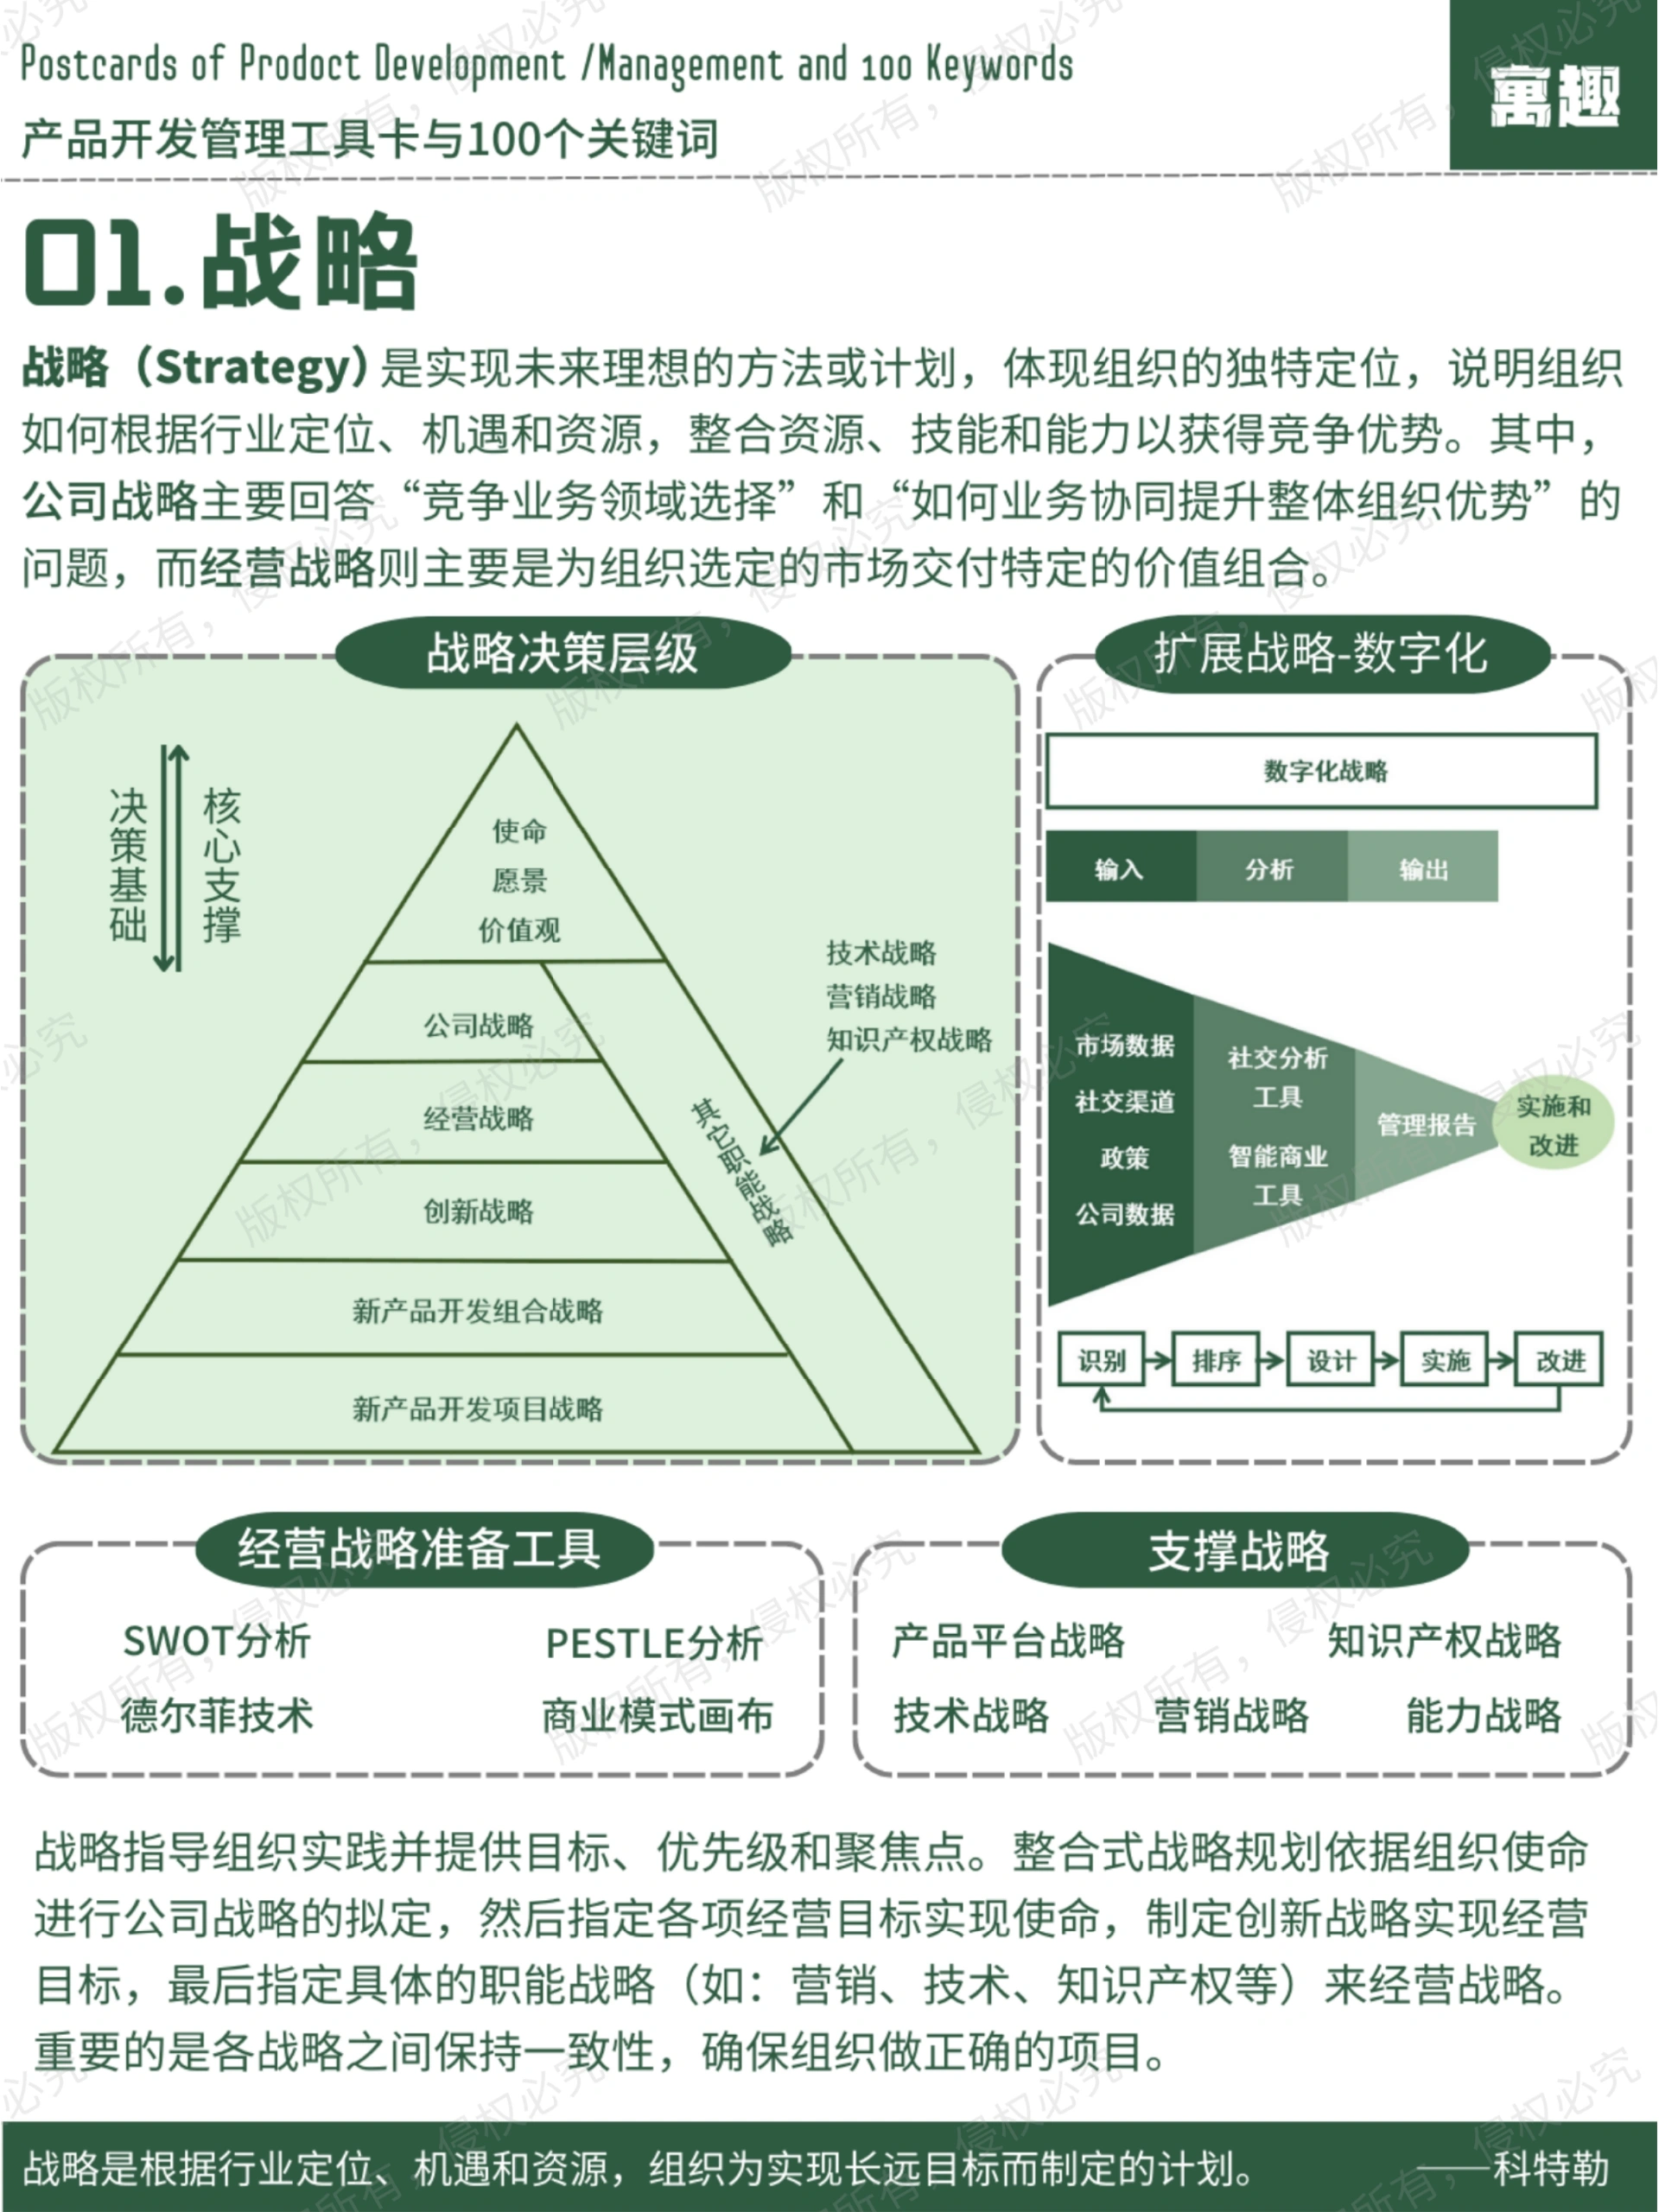 Postcards of Prodoct Development /Management and 100 Keywords
产品开发管理工具卡与100个关键词
萬趣
01.战略
战略（Strategy）是实现未来理想的方法或计划，体现组织的独特定位，说明组织
如何根据行业定位、机遇和资源，整合资源、技能和能力以获得竞争优势。其中，
公司战略主要回答“竞争业务领域选择”和“如何业务协同提升整体组织优势”的
问题，而经营战略则主要是为组织选定的市场交付特定的价值组合。
战略决策层级
决策基础
核心支撑
使命
愿景
价值观
公司战略
经营战略
创新战略
新产品开发组合战略
新产品开发项目战略
其它职能战略
技术战略
营销战略
知识产权战略
扩展战略-数字化
数字化战略
输入 分析 输出
市场数据
社交渠道
政策
公司数据
社交分析
工具
智能商业
工具
管理报告
实施和
改进
识别 排序 设计 实施 改进
经营战略准备工具
SWOT分析 PESTLE分析
德尔菲技术 商业模式画布
支撑战略
产品平台战略 知识产权战略
技术战略 营销战略 能力战略
战略指导组织实践并提供目标、优先级和聚焦点。整合式战略规划依据组织使命
进行公司战略的拟定，然后指定各项经营目标实现使命，制定创新战略实现经营
目标，最后指定具体的职能战略（如：营销、技术、知识产权等）来经营战略。
重要的是各战略之间保持一致性，确保组织做正确的项目。
战略是根据行业定位、机遇和资源，组织为实现长远目标而制定的计划。 ——科特勒
版权所有，侵权必究